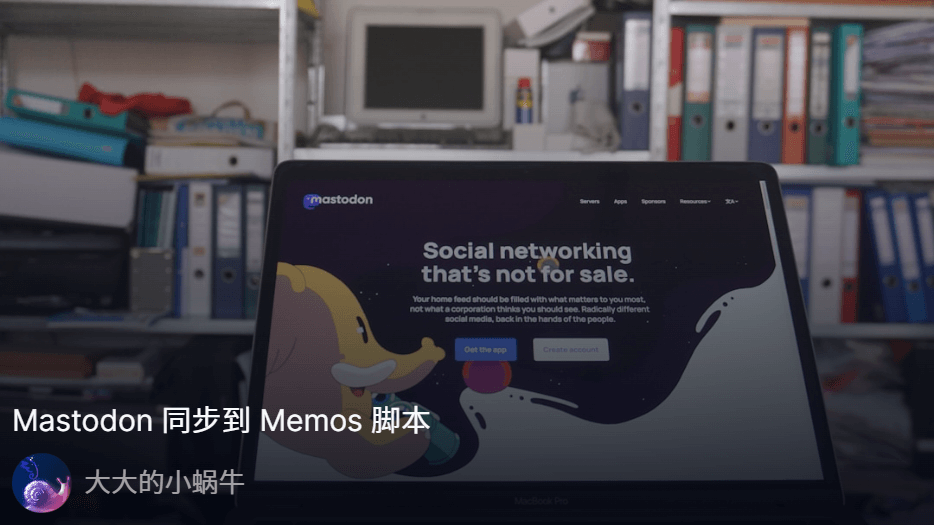 mastodon
Servers Apps Sponsors Resources 文A
Social networking
that's not for sale.
Your home feed should be filled with what matters to you most,
not what a corporation thinks you should see. Radically different
social media, back in the hands of the people.
Get the app Create account
Mastodon 同步到 Memos 脚本
大大的小蜗牛
MacBook Pro